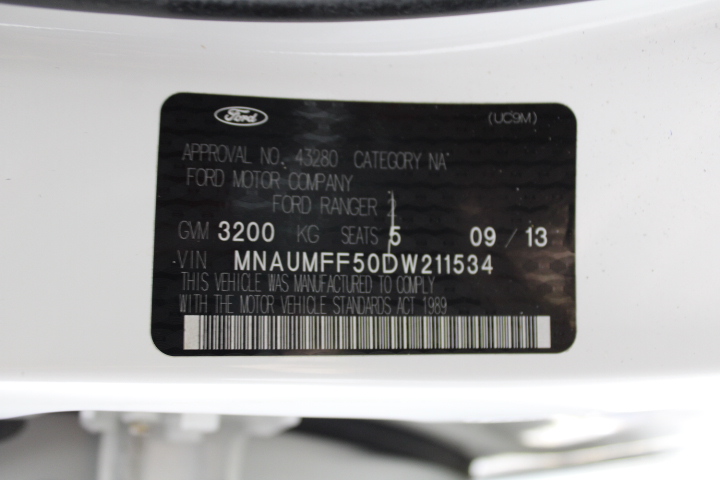 Ford
(UC9M)
APPROVAL NO. 43280 CATEGORY NA
FORD MOTOR COMPANY
FORD RANGER 2
GVM 3200 KG SEATS 5 09 / 13
VIN MNAUMFF50DW211534
THIS VEHICLE WAS MANUFACTURED TO COMPLY
WITH THE MOTOR VEHICLE STANDARDS ACT 1989